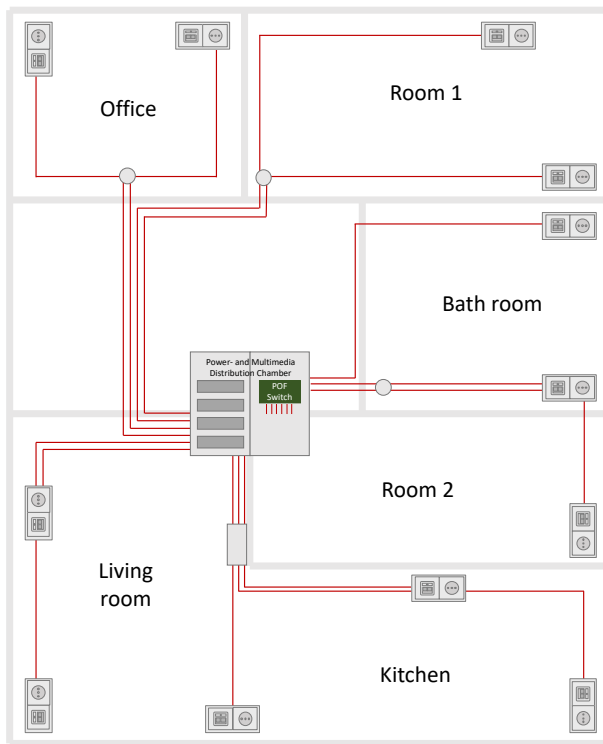 Office
Room 1
Bath room
Power- and Multimedia
Distribution Chamber
POF
Switch
Room 2
Living
room
Kitchen